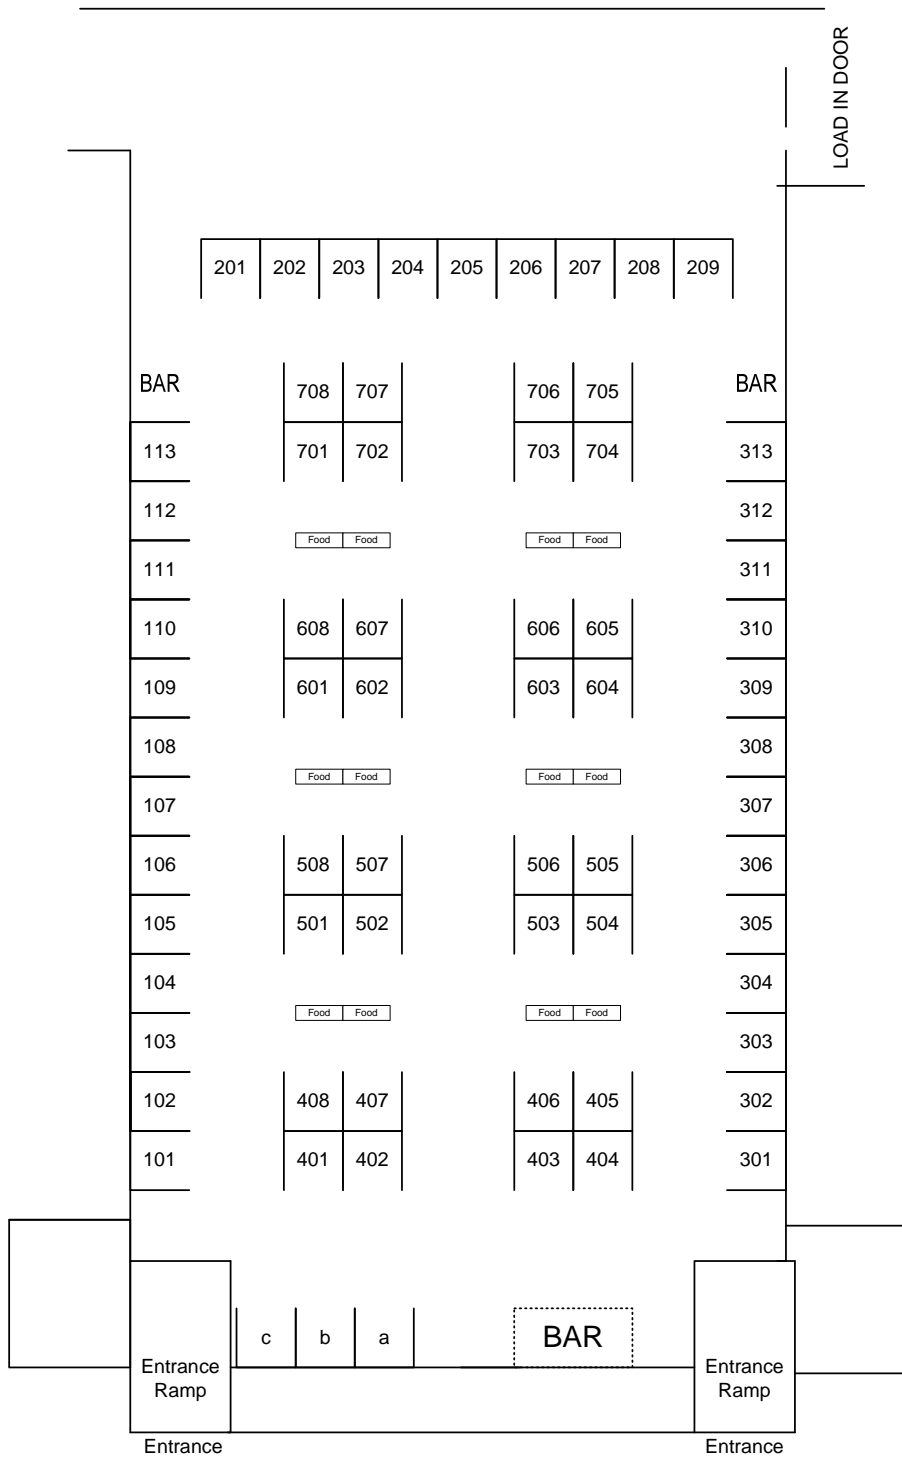 LOAD IN DOOR
201 202 203 204 205 206 207 208 209
BAR 708 707 706 705 BAR
113 701 702 703 704 313
112 312
Food Food Food Food
111 311
110 608 607 606 605 310
109 601 602 603 604 309
108 308
Food Food Food Food
107 307
106 508 507 506 505 306
105 501 502 503 504 305
104 304
Food Food Food Food
103 303
102 408 407 406 405 302
101 401 402 403 404 301
c b a BAR
Entrance Entrance
Ramp Ramp
Entrance Entrance